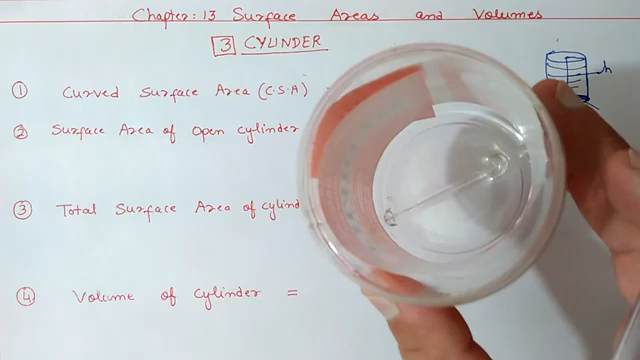 Chapter: 13 Surface Areas and Volumes
3 CYLINDER
① Curved Surface Area (C.S.A)
② Surface Area of Open cylinder
③ Total Surface Area of
④ Volume of Cylinder =
h